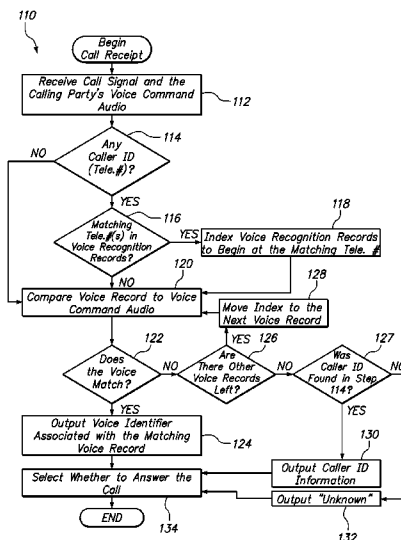 110
Begin
Call Receipt
Receive Call Signal and the
Calling Party's Voice Command
Audio
112
114
Any
Caller ID
(Tele.#)?
NO
YES
116
Matching
Tele.#(s) in
Voice Recognition
Records?
YES
118
Index Voice Recognition Records
to Begin at the Matching Tele. #
NO
120
Compare Voice Record to Voice
Command Audio
128
Move Index to
the Next Voice Record
YES
122
Does
the Voice
Match?
NO
126
Are
There Other
Voice Records
Left?
NO
127
Was
Caller ID
Found in Step
114?
NO
YES
YES
Output Voice Identifier
Associated with the Matching
Voice Record
124
130
Output Caller ID
Information
Select Whether to Answer the
Call
134
Output "Unknown"
132
END